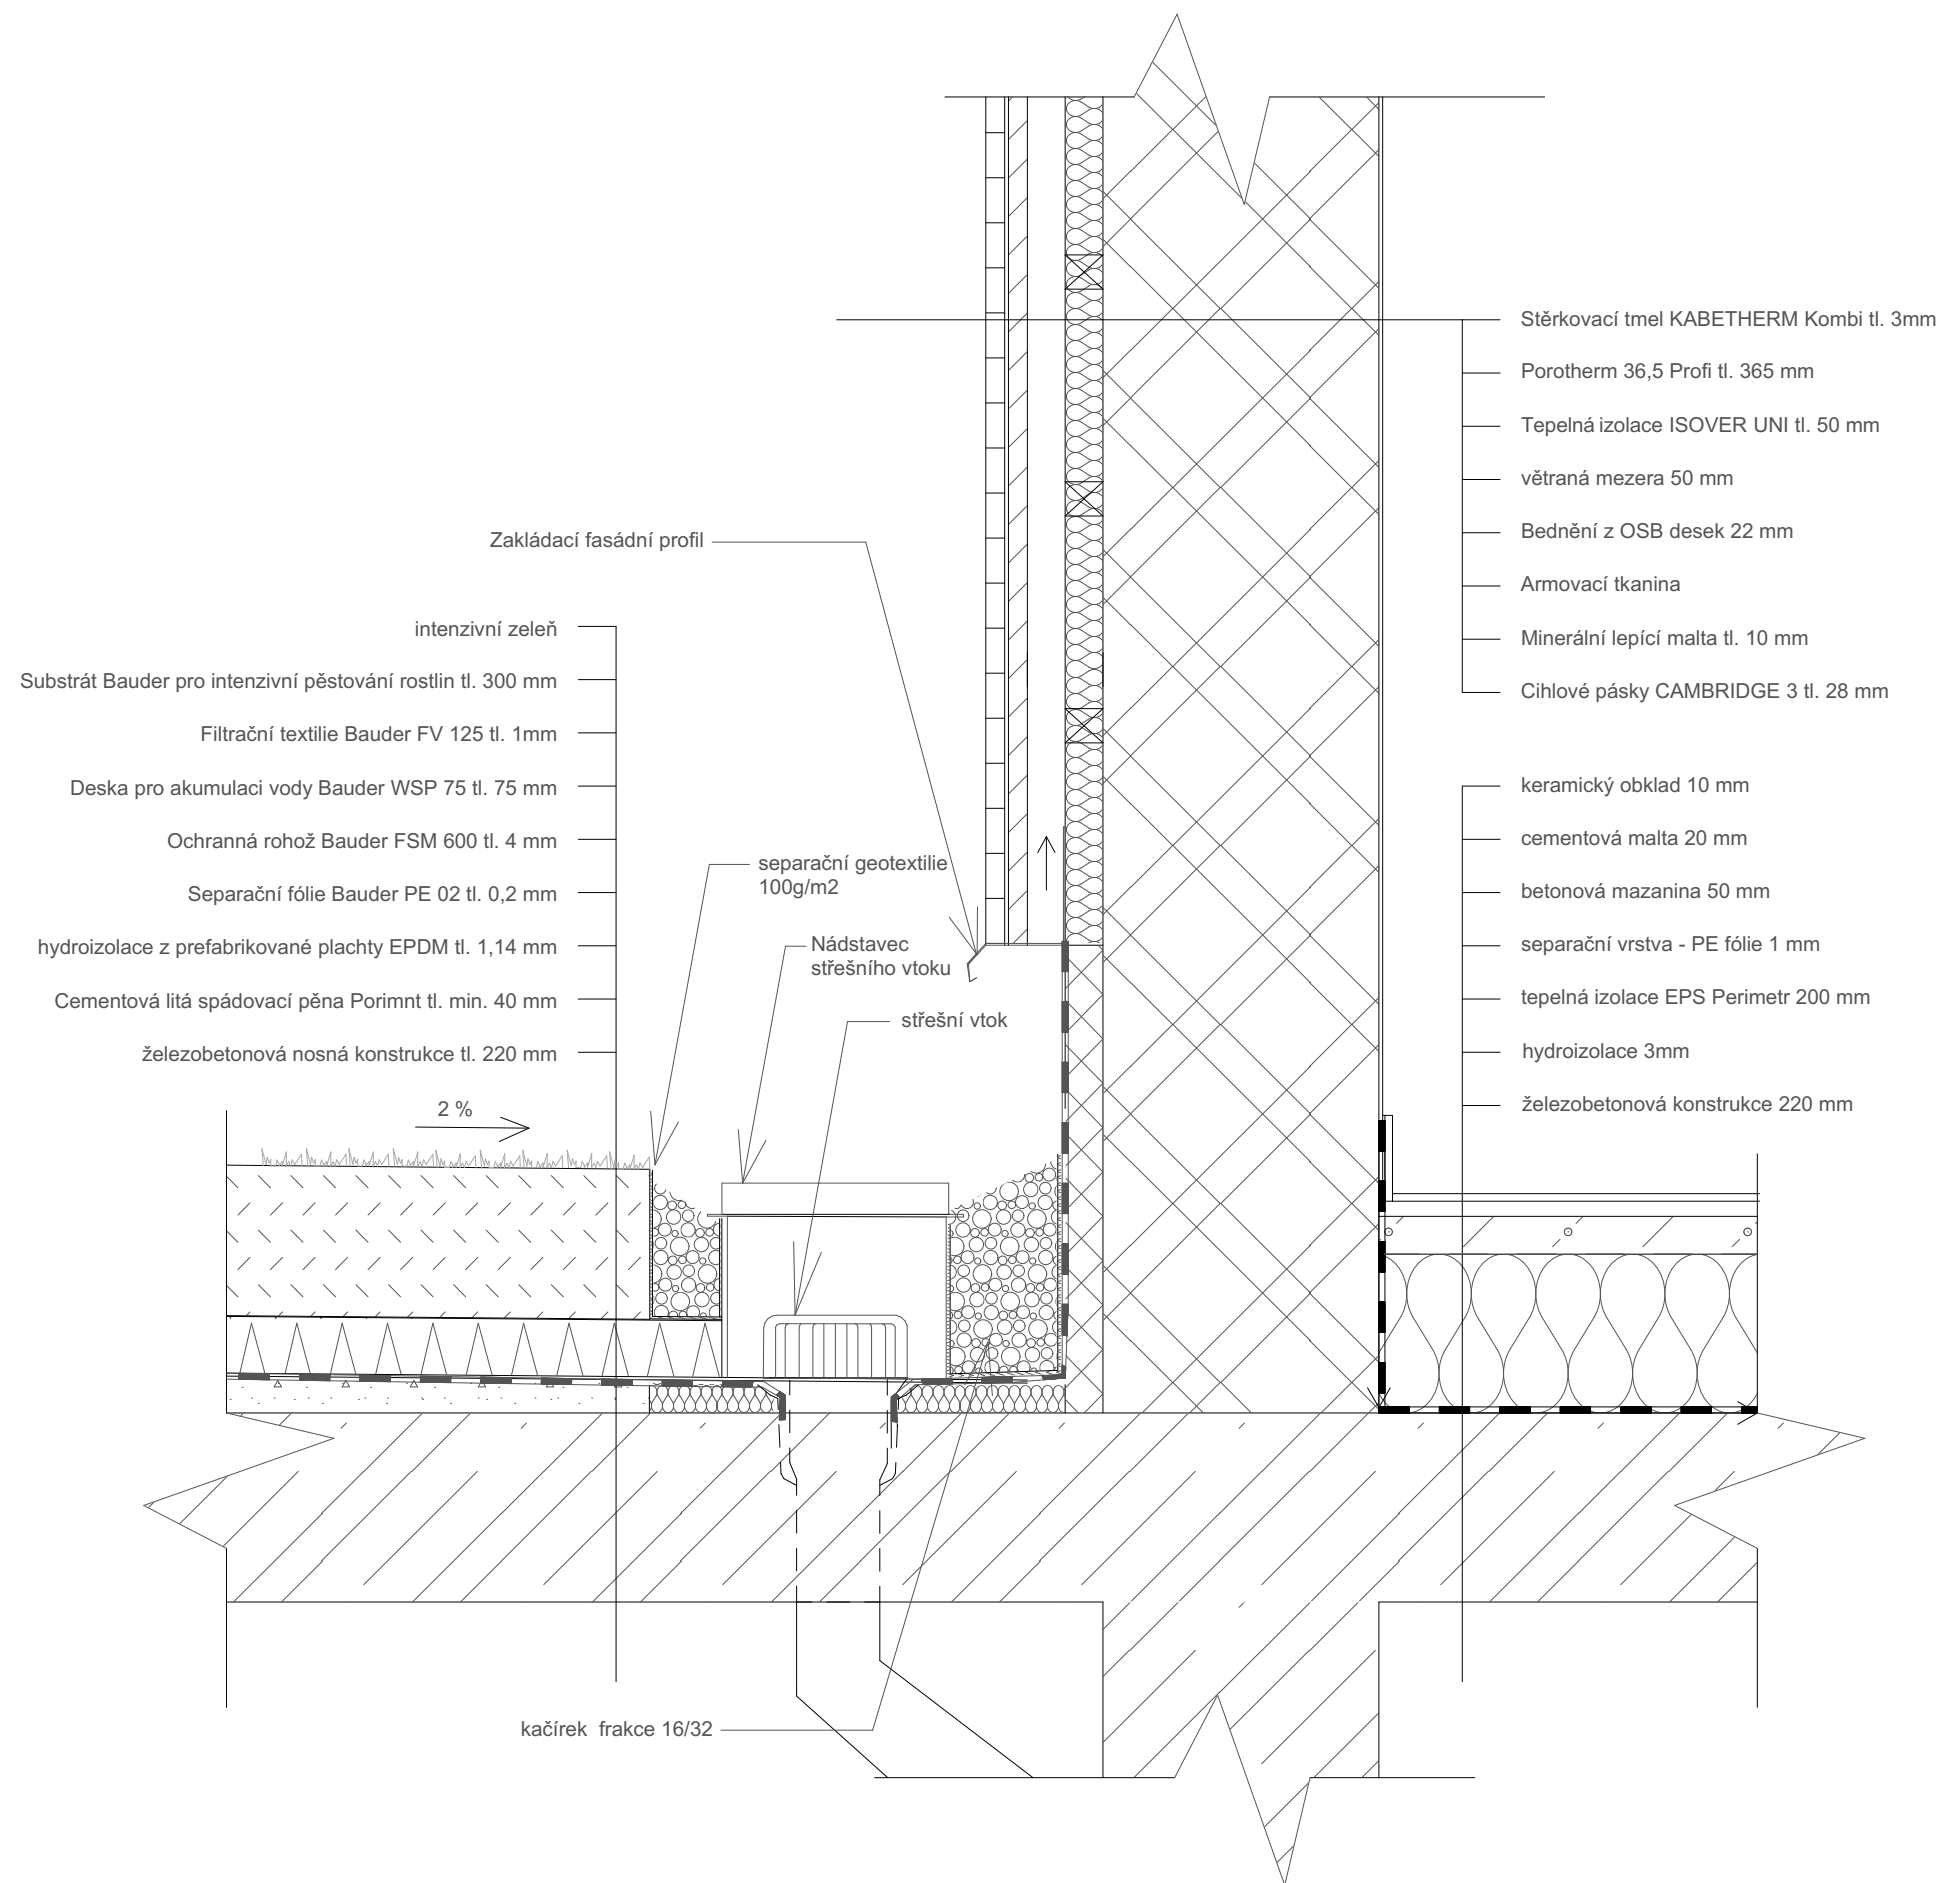 Stěrkovací tmel KABETHERM Kombi tl. 3mm
Porotherm 36,5 Profi tl. 365 mm
Tepelná izolace ISOVER UNI tl. 50 mm
větraná mezera 50 mm
Bednění z OSB desek 22 mm
Armovací tkanina
Minerální lepící malta tl. 10 mm
Cihlové pásky CAMBRIDGE 3 tl. 28 mm
Zakládací fasádní profil
intenzivní zeleň
Substrát Bauder pro intenzivní pěstování rostlin tl. 300 mm
Filtrační textilie Bauder FV 125 tl. 1mm
Deska pro akumulaci vody Bauder WSP 75 tl. 75 mm
Ochranná rohož Bauder FSM 600 tl. 4 mm
Separační fólie Bauder PE 02 tl. 0,2 mm
hydroizolace z prefabrikované plachty EPDM tl. 1,14 mm
Cementová litá spádovací pěna Porimnt tl. min. 40 mm
železobetonová nosná konstrukce tl. 220 mm
2 %
separační geotextilie
100g/m2
Nádstavec
střešního vtoku
střešní vtok
keramický obklad 10 mm
cementová malta 20 mm
betonová mazanina 50 mm
separační vrstva - PE fólie 1 mm
tepelná izolace EPS Perimetr 200 mm
hydroizolace 3mm
železobetonová konstrukce 220 mm
kačírek frakce 16/32